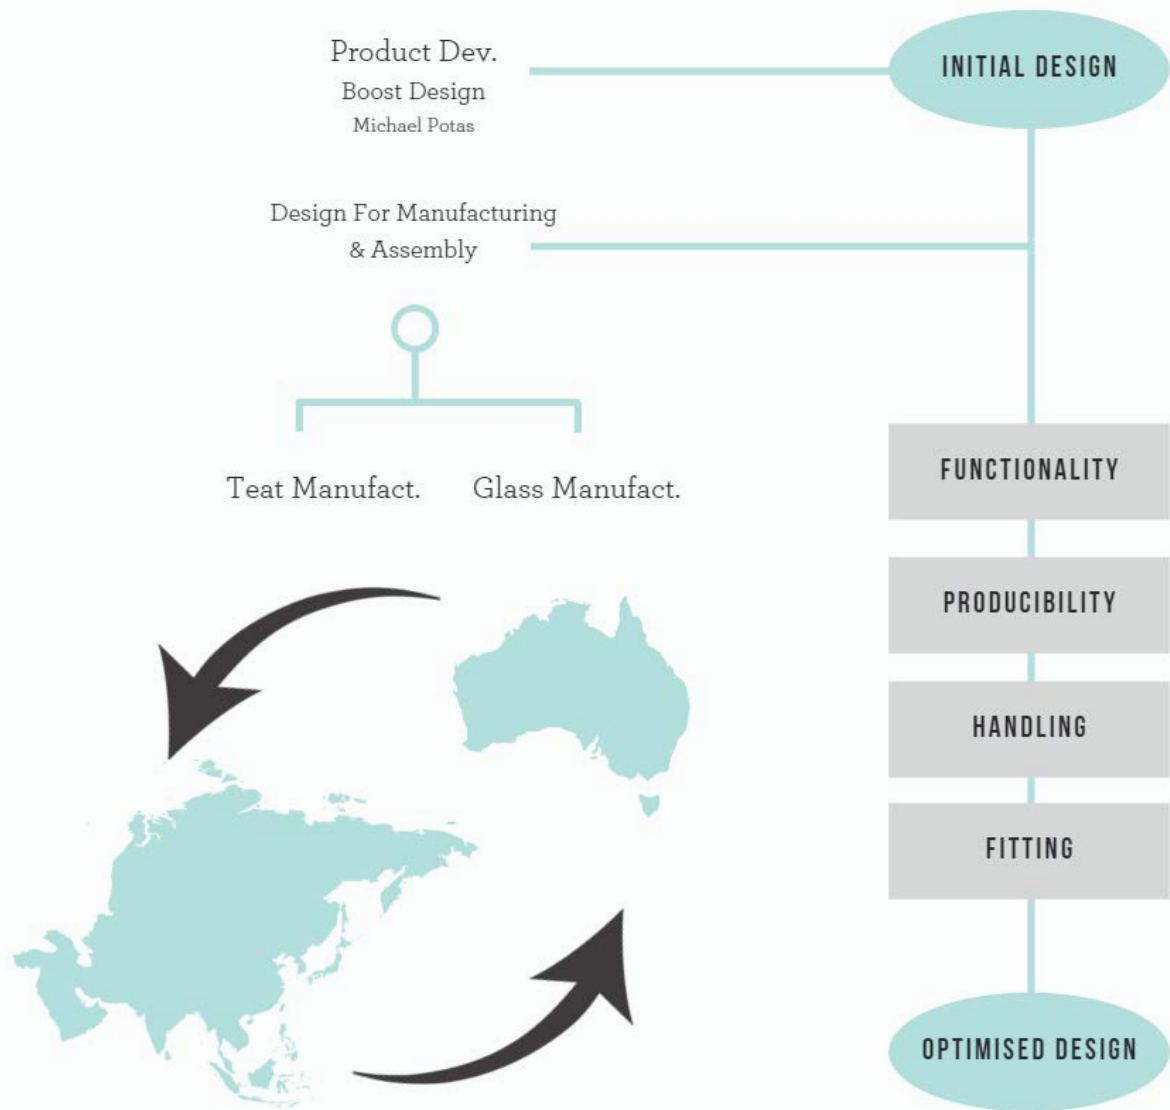 Product Dev.
Boost Design
Michael Potas
INITIAL DESIGN
Design For Manufacturing
& Assembly
Teat Manufact.
Glass Manufact.
FUNCTIONALITY
PRODUCIBILITY
HANDLING
FITTING
OPTIMISED DESIGN